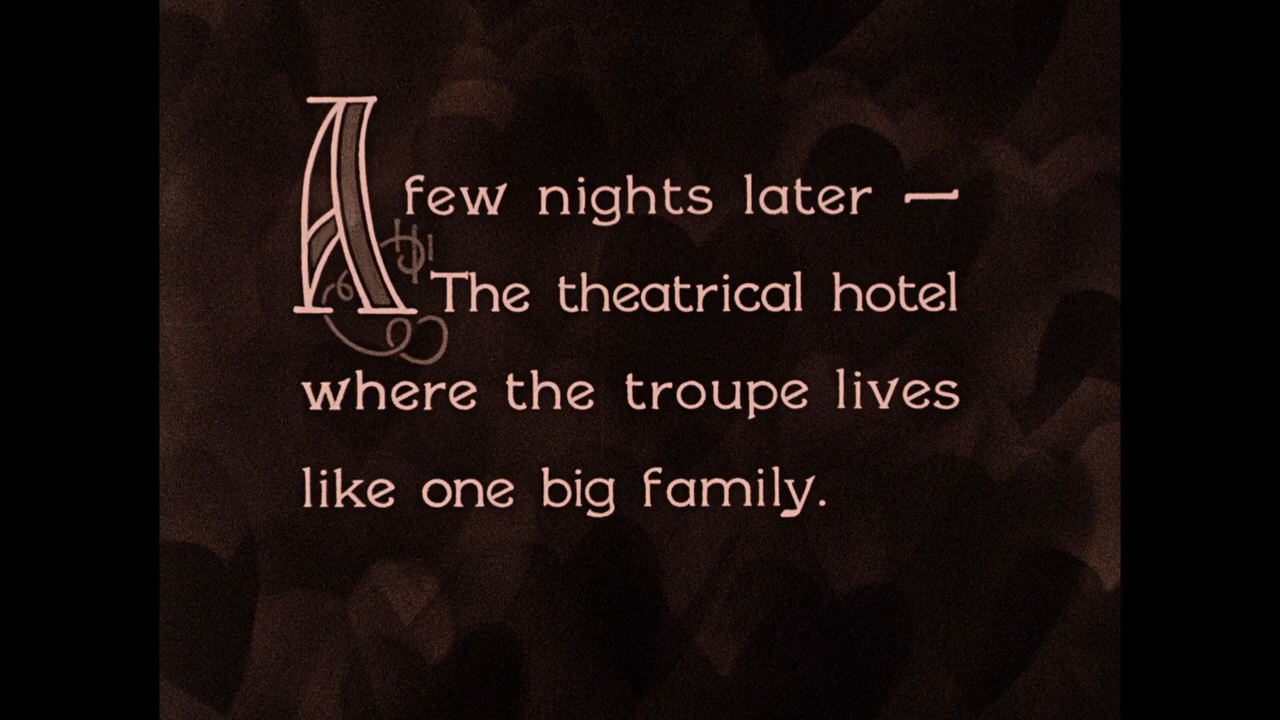 A few nights later —
The theatrical hotel
where the troupe lives
like one big family.